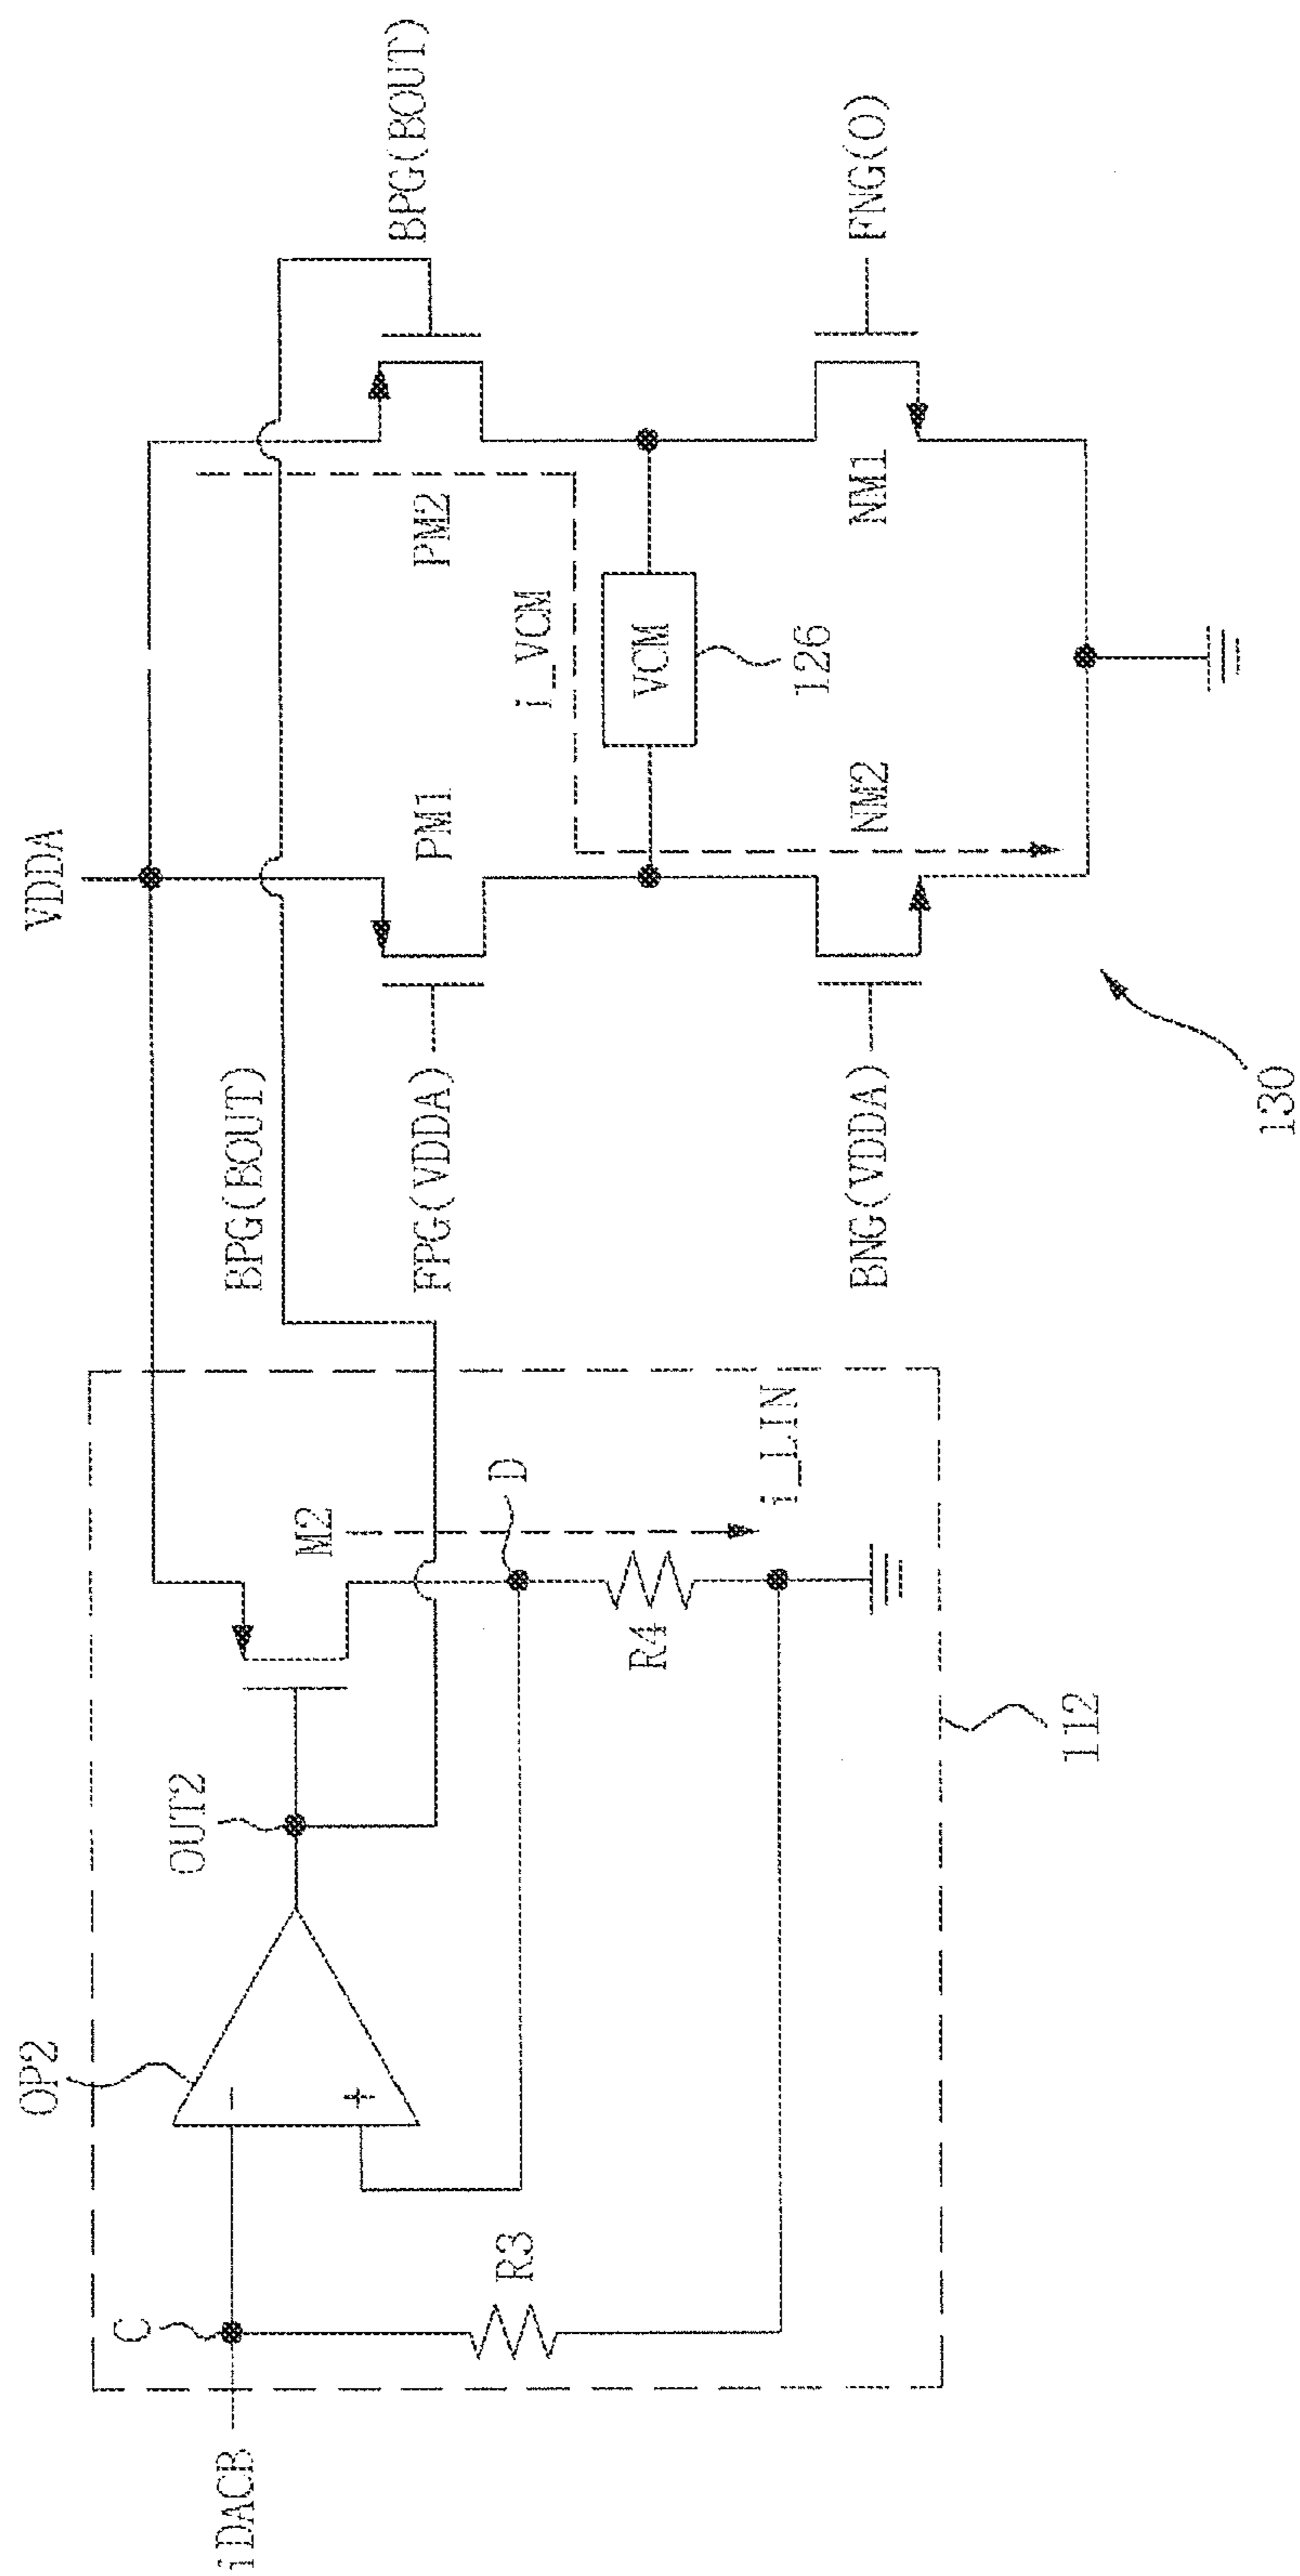 VDDA
BPG(BOUT)
BPG(BOUT)
FPG(VDDA)
PM1
PM2
i_VCM
VCM
126
BNG(VDDA)
NM2
NM1
FNG(0)
130
OP2
OUT2
M2
D
C
iDACB
-
+
R3
R4
i_LIN
112